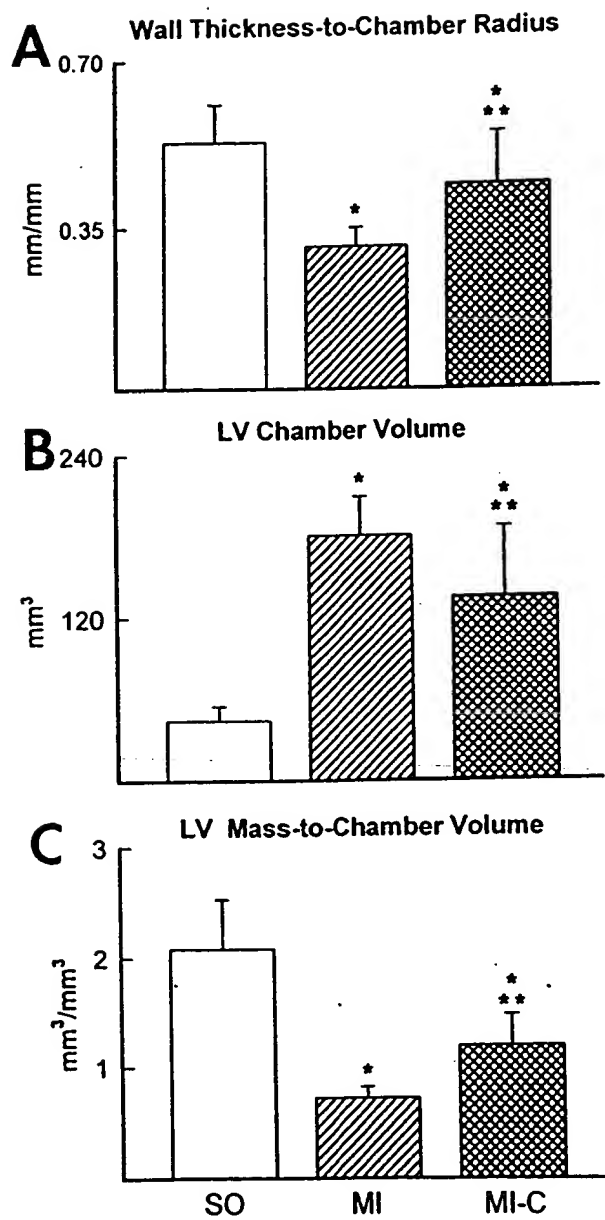 A
Wall Thickness-to-Chamber Radius
0.70
0.35
mm/mm
*
*
**
B
LV Chamber Volume
240
120
mm³
*
*
**
C
LV Mass-to-Chamber Volume
3
2
1
mm³/mm³
*
*
**
SO MI MI-C